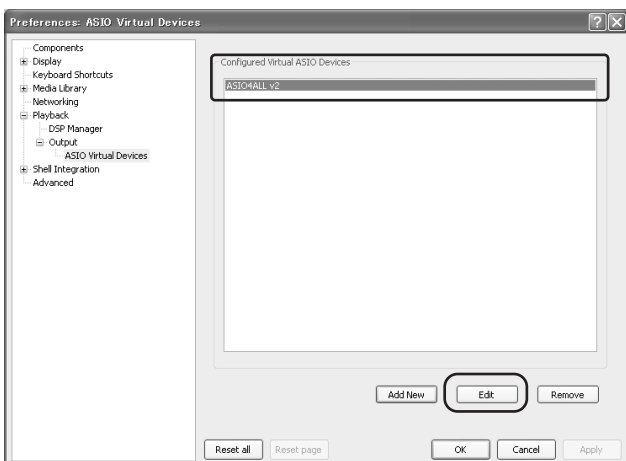 Preferences: ASIO Virtual Devices
Components
Display
Keyboard Shortcuts
Media Library
Networking
Playback
DSP Manager
Output
ASIO Virtual Devices
Shell Integration
Advanced
Configured Virtual ASIO Devices
ASIO4ALL v2
Add New
Edit
Remove
Reset all
Reset page
OK
Cancel
Apply